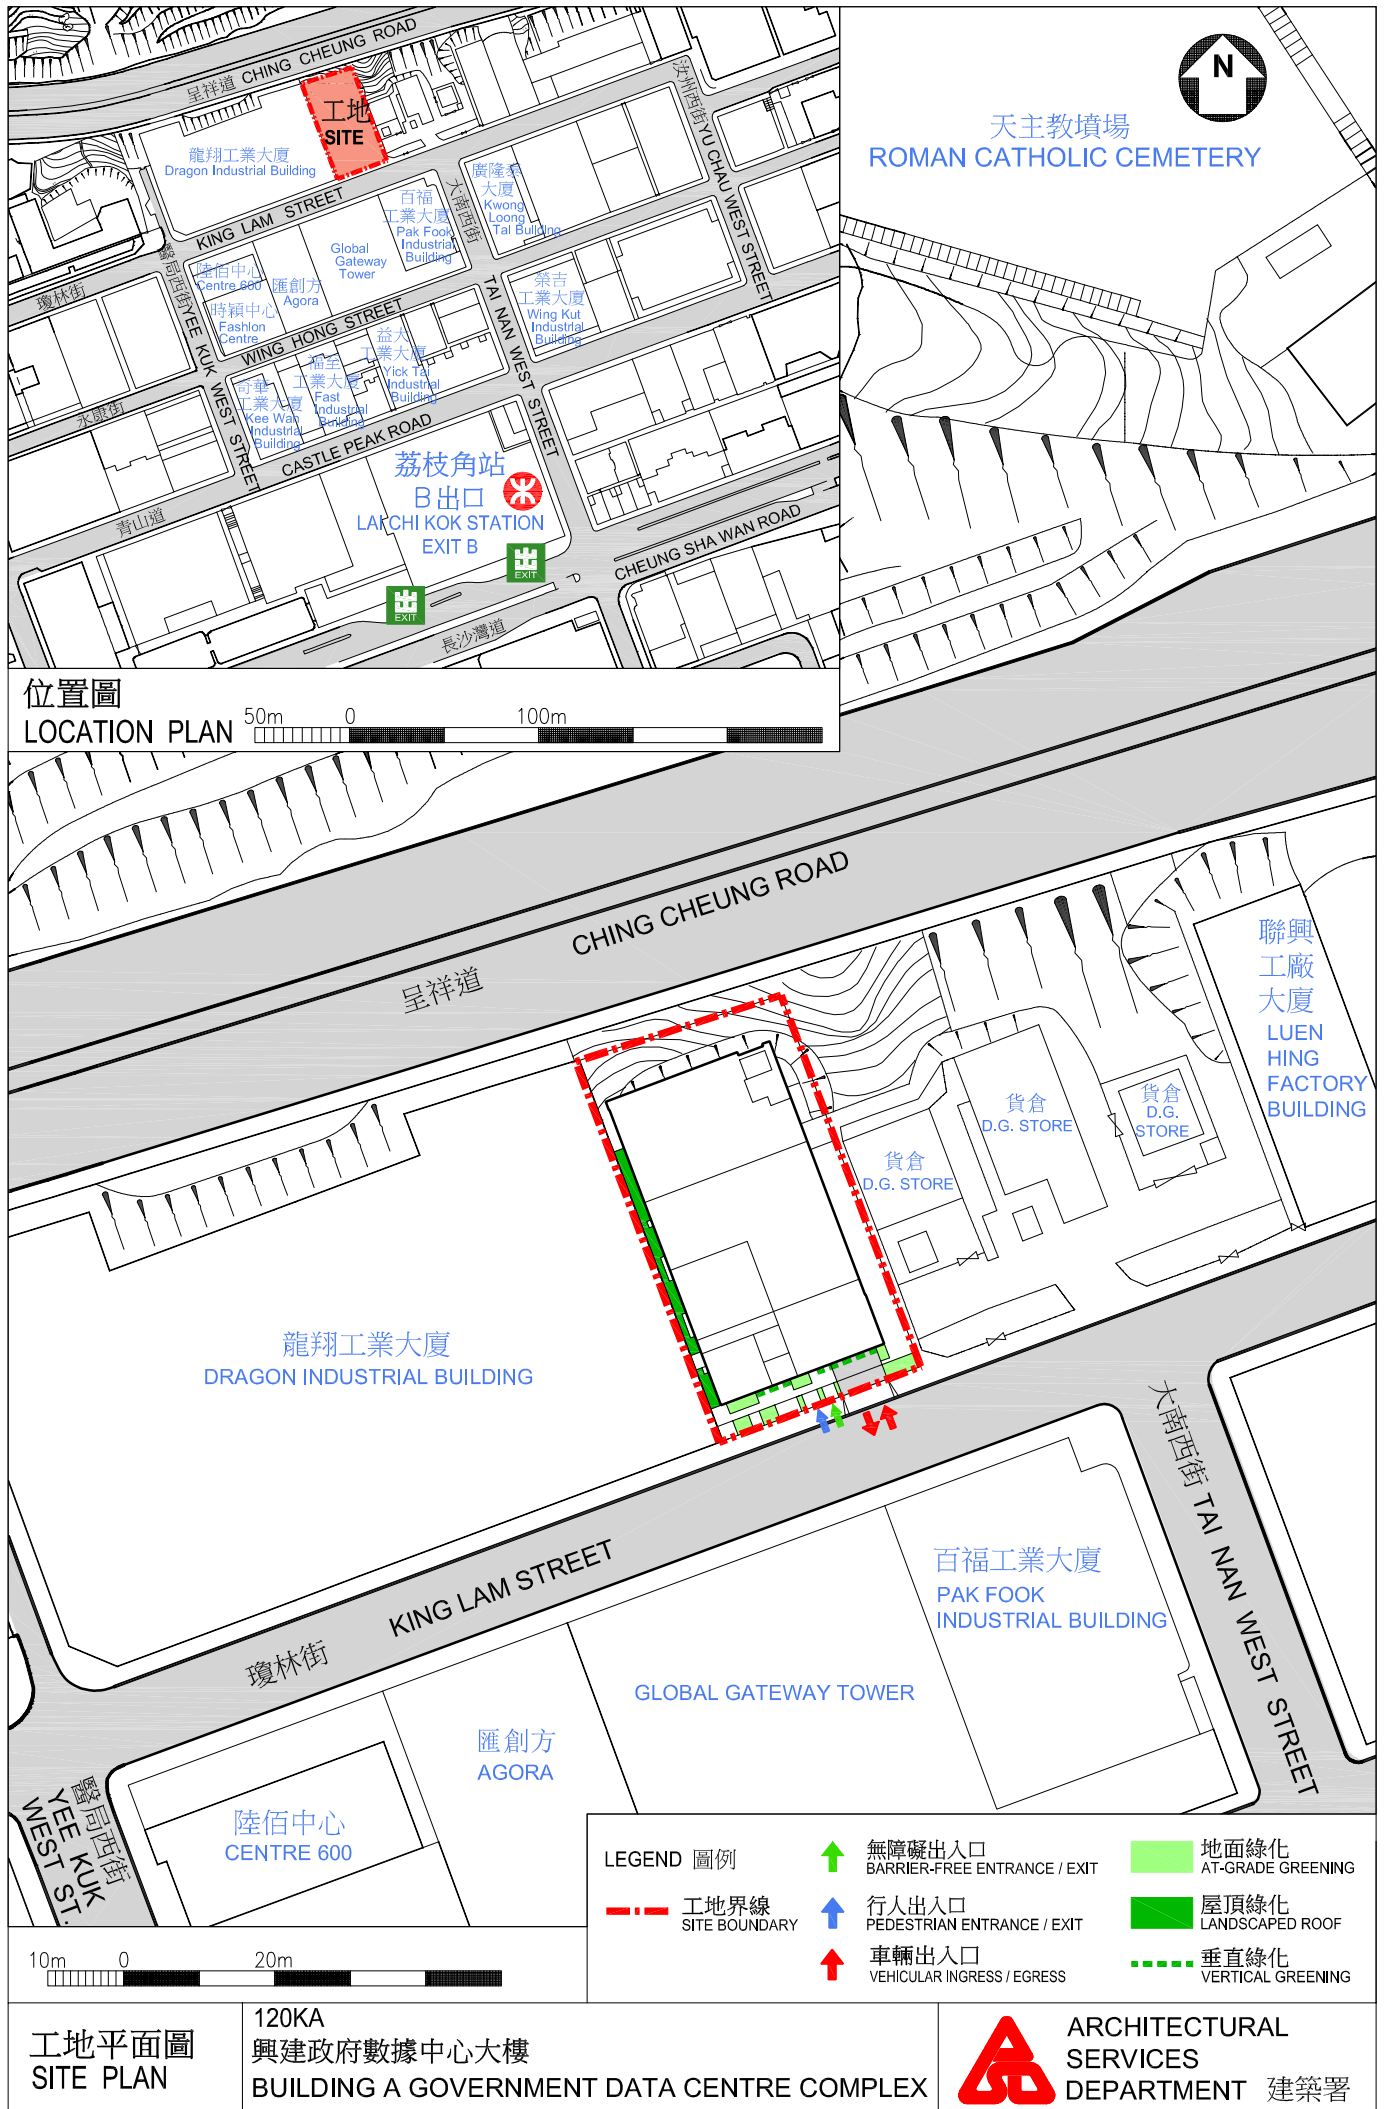 呈祥道 CHING CHEUNG ROAD
工地
SITE
龍翔工業大廈
Dragon Industrial Building
KING LAM STREET
瓊林街
百福
工業大廈
Pak Fook
Industrial
Building
廣隆泰
大廈
Kwong
Loong
Tai Building
汝州西街 YU CHAU WEST STREET
大南西街
TAI NAN WEST STREET
Global
Gateway
Tower
陸佰中心
Centre 600
匯創方
Agora
時穎中心
Fashion
Centre
榮吉
工業大廈
Wing Kut
Industrial
Building
醫局西街 YEE KUK WEST STREET
WING HONG STREET
永康街
益大
工業大廈
Yick Tai
Industrial
Building
福至
工業大廈
Fast
Industrial
Building
奇華
工業大廈
Kee Wah
Industrial
Building
CASTLE PEAK ROAD
青山道
荔枝角站
B出口
LAI CHI KOK STATION
EXIT B
出
EXIT
出
EXIT
CHEUNG SHA WAN ROAD
長沙灣道
位置圖
LOCATION PLAN
50m 0 100m
N
天主教墳場
ROMAN CATHOLIC CEMETERY
呈祥道
CHING CHEUNG ROAD
聯興
工廠
大廈
LUEN
HING
FACTORY
BUILDING
貨倉
D.G. STORE
貨倉
D.G. STORE
貨倉
D.G.
STORE
龍翔工業大廈
DRAGON INDUSTRIAL BUILDING
大南西街 TAI NAN WEST STREET
瓊林街
KING LAM STREET
百福工業大廈
PAK FOOK
INDUSTRIAL BUILDING
GLOBAL GATEWAY TOWER
匯創方
AGORA
陸佰中心
CENTRE 600
醫局西街
YEE KUK
WEST ST.
LEGEND 圖例
工地界線
SITE BOUNDARY
無障礙出入口
BARRIER-FREE ENTRANCE / EXIT
行人出入口
PEDESTRIAN ENTRANCE / EXIT
車輛出入口
VEHICULAR INGRESS / EGRESS
地面綠化
AT-GRADE GREENING
屋頂綠化
LANDSCAPED ROOF
垂直綠化
VERTICAL GREENING
10m 0 20m
工地平面圖
SITE PLAN
120KA
興建政府數據中心大樓
BUILDING A GOVERNMENT DATA CENTRE COMPLEX
ARCHITECTURAL
SERVICES
DEPARTMENT 建築署